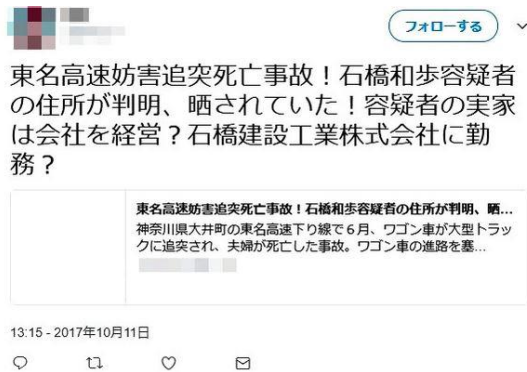 フォローする
東名高速妨害追突死亡事故！石橋和歩容疑者
の住所が判明、晒されていた！容疑者の実家
は会社を経営？石橋建設工業株式会社に勤
務？
東名高速妨害追突死亡事故！石橋和歩容疑者の住所が判明、晒...
神奈川県大井町の東名高速下り線で６月、ワゴン車が大型トラッ
クに追突され、夫婦が死亡した事故。ワゴン車の進路を塞...
13:15 - 2017年10月11日